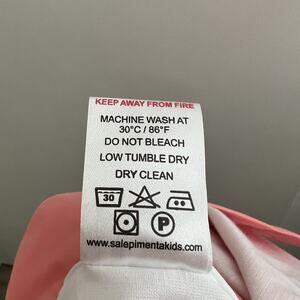 KEEP AWAY FROM FIRE
MACHINE WASH AT
30°C / 86°F
DO NOT BLEACH
LOW TUMBLE DRY
DRY CLEAN
30
P
www.salepimentakids.com